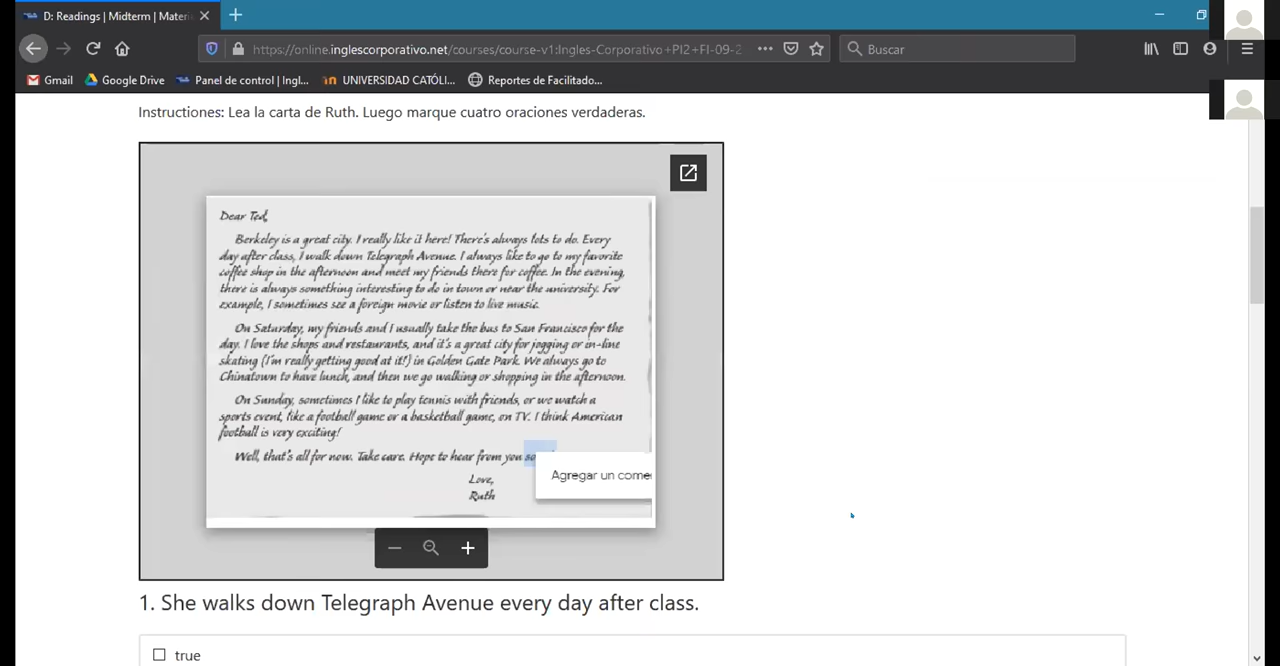 D: Readings | Midterm | Materi
https://online.inglescorporativo.net/courses/course-v1:Ingles-Corporativo+PI2+FI-09-2
Buscar
Gmail Google Drive Panel de control | Ingl... UNIVERSIDAD CATÓLI... Reportes de Facilitado...
Instructiones: Lea la carta de Ruth. Luego marque cuatro oraciones verdaderas.
Dear Ted,
Berkeley is a great city. I really like it here! There's always lots to do. Every
day after class, I walk down Telegraph Avenue. I always like to go to my favorite
coffee shop in the afternoon and meet my friends there for coffee. In the evening,
there is always something interesting to do in town or near the university. For
example, I sometimes see a foreign movie or listen to live music.
On Saturday, my friends and I usually take the bus to San Francisco for the
day. I love the shops and restaurants, and it's a great city for jogging or in-line
skating (I'm really getting good at it!) in Golden Gate Park. We always go to
Chinatown to have lunch, and then we go walking or shopping in the afternoon.
On Sunday, sometimes I like to play tennis with friends, or we watch a
sports event, like a football game or a basketball game, on TV. I think American
football is very exciting!
Well, that's all for now. Take care. Hope to hear from you so
Agregar un come
Love,
Ruth
1. She walks down Telegraph Avenue every day after class.
true